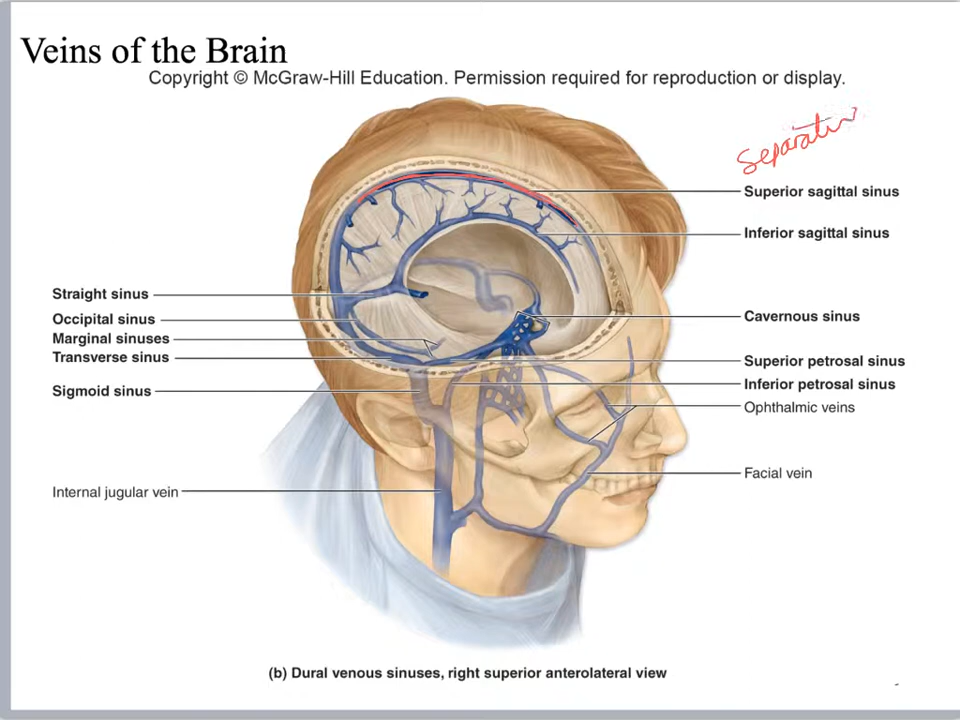 Veins of the Brain
Copyright © McGraw-Hill Education. Permission required for reproduction or display.
Superior sagittal sinus
Inferior sagittal sinus
Straight sinus
Occipital sinus
Marginal sinuses
Transverse sinus
Sigmoid sinus
Internal jugular vein
Cavernous sinus
Superior petrosal sinus
Inferior petrosal sinus
Ophthalmic veins
Facial vein
(b) Dural venous sinuses, right superior anterolateral view